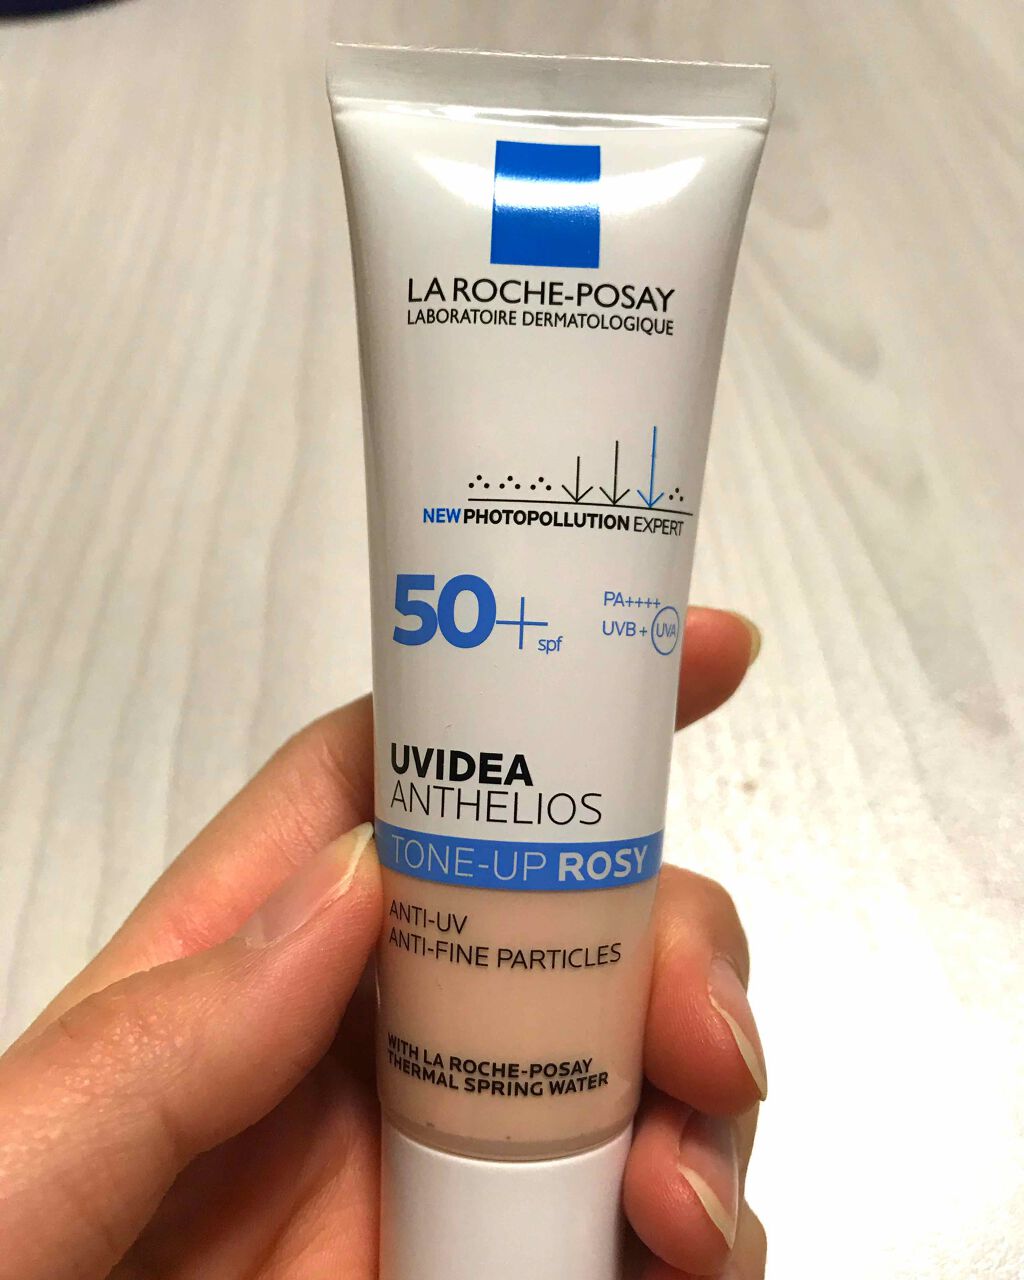 LA ROCHE-POSAY
LABORATOIRE DERMATOLOGIQUE
NEW PHOTOPOLLUTION EXPERT
50+ spf
PA++++
UVB + UVA
UVIDEA
ANTHELIOS
TONE-UP ROSY
ANTI-UV
ANTI-FINE PARTICLES
WITH LA ROCHE-POSAY
THERMAL SPRING WATER